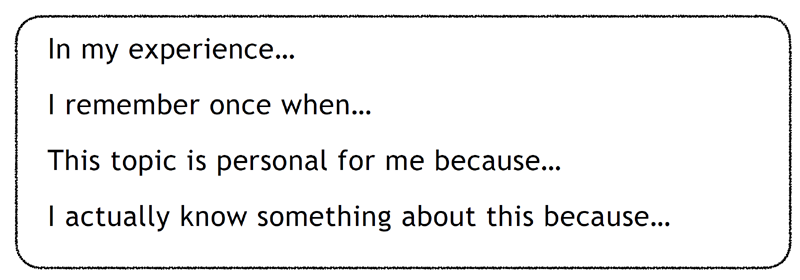 In my experience…
I remember once when…
This topic is personal for me because…
I actually know something about this because…